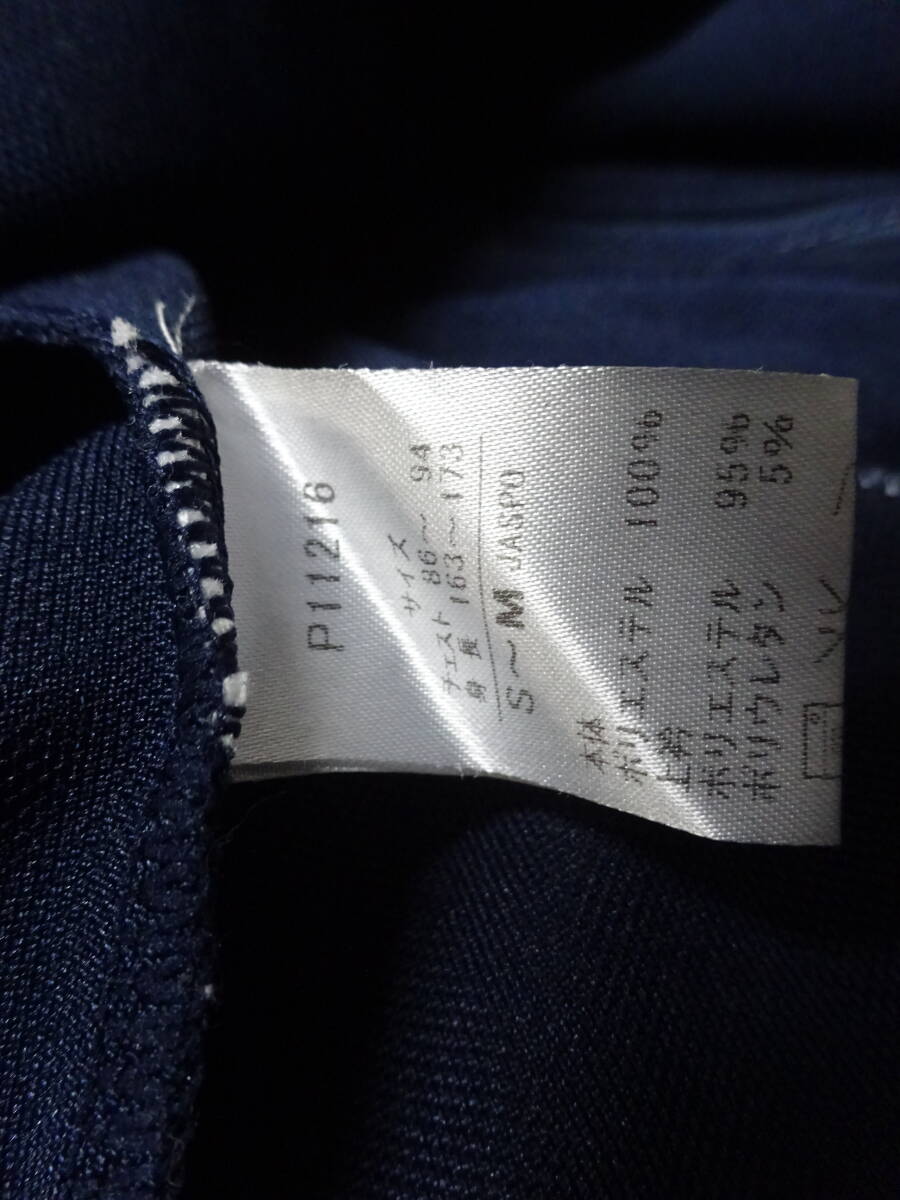 P11216
サイズ
チェスト 86～ 94
身長 163～173
S～M JASPO
本体
ポリエステル 100%
ポリエステル 95%
ポリウレタン 5%